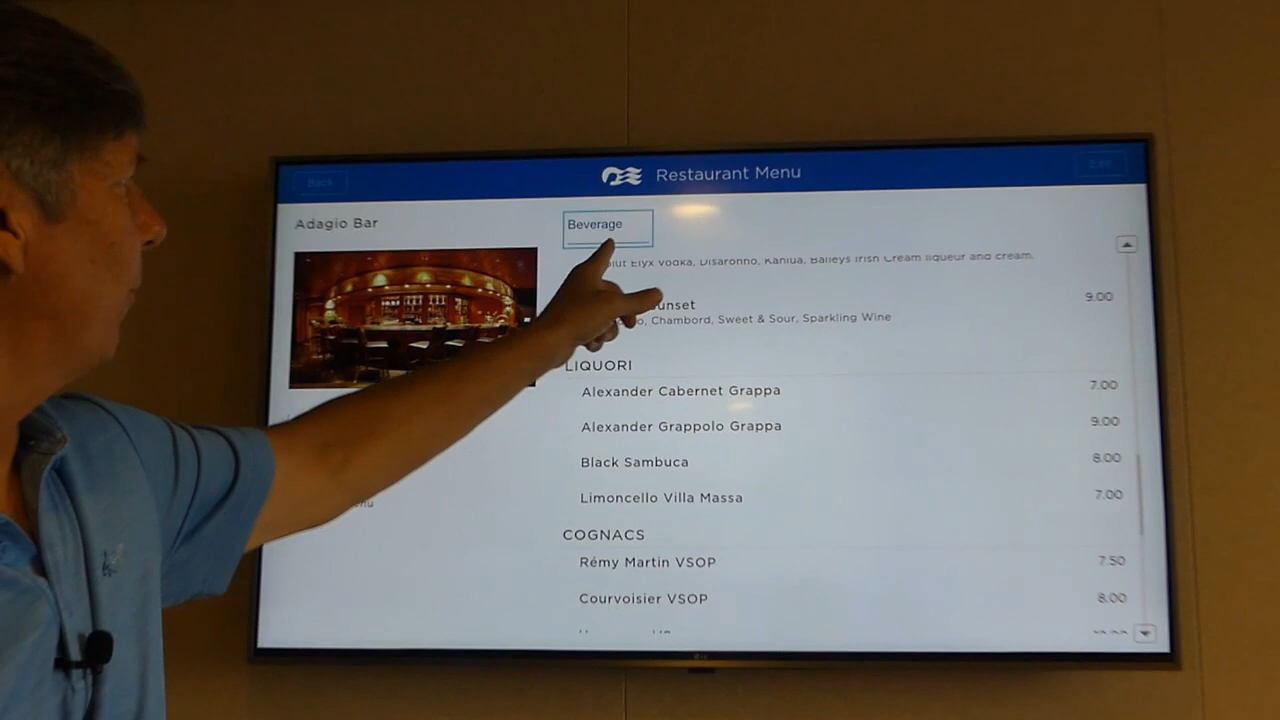 Back
Restaurant Menu
Exit
Adagio Bar
Beverage
Elyx Vodka, Disaronno, Kahlua, Baileys Irish Cream liqueur and cream.
9.00
Chambord, Sweet & Sour, Sparkling Wine
LIQUORI
Alexander Cabernet Grappa 7.00
Alexander Grappolo Grappa 9.00
Black Sambuca 8.00
Limoncello Villa Massa 7.00
COGNACS
Rémy Martin VSOP 7.50
Courvoisier VSOP 8.00